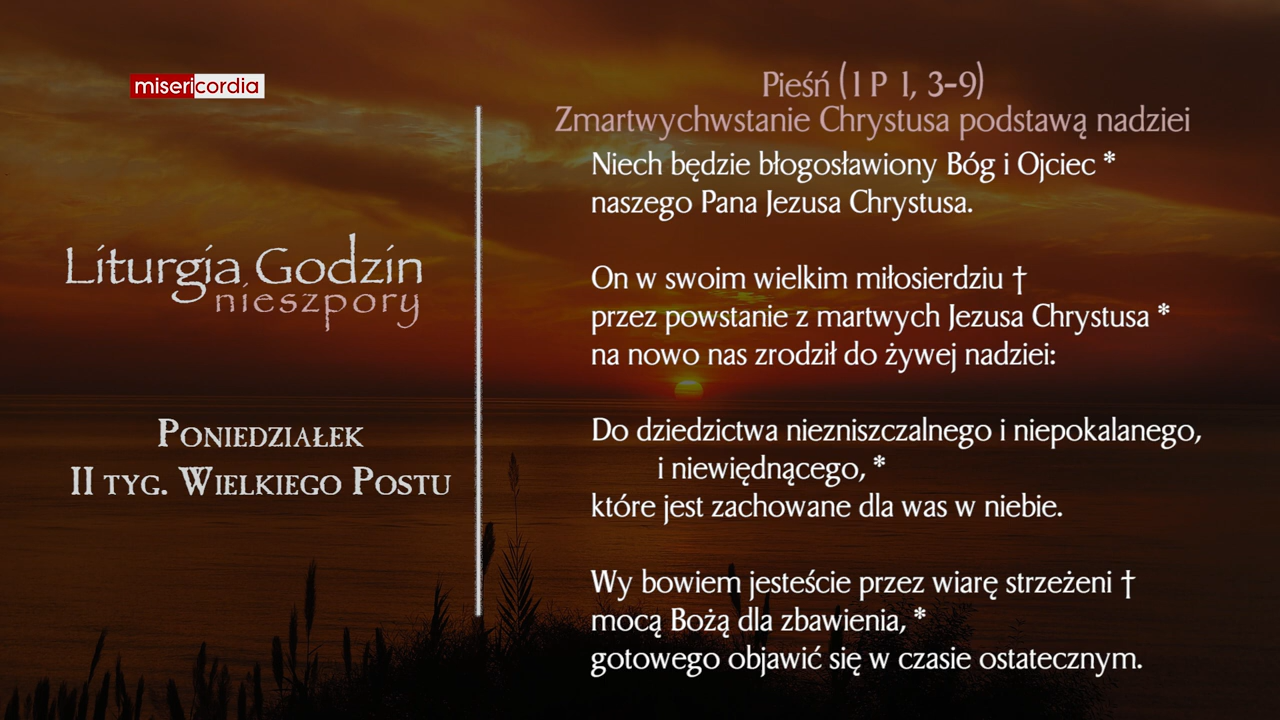 misericordia
Liturgia Godzin
nieszpory
Poniedziałek
II tyg. Wielkiego Postu
Pieśń (1 P 1, 3-9)
Zmartwychwstanie Chrystusa podstawą nadziei
Niech będzie błogosławiony Bóg i Ojciec *
naszego Pana Jezusa Chrystusa.
On w swoim wielkim miłosierdziu †
przez powstanie z martwych Jezusa Chrystusa *
na nowo nas zrodził do żywej nadziei:
Do dziedzictwa niezniszczalnego i niepokalanego,
i niewiędnącego, *
które jest zachowane dla was w niebie.
Wy bowiem jesteście przez wiarę strzeżeni †
mocą Bożą dla zbawienia, *
gotowego objawić się w czasie ostatecznym.